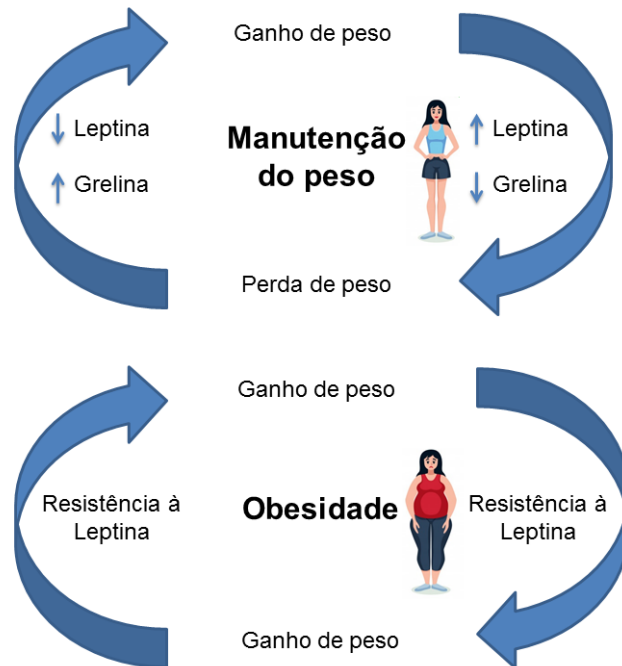 Ganho de peso
↓ Leptina
↑ Grelina
Manutenção
do peso
↑ Leptina
↓ Grelina
Perda de peso
Ganho de peso
Resistência à
Leptina
Obesidade
Resistência à
Leptina
Ganho de peso